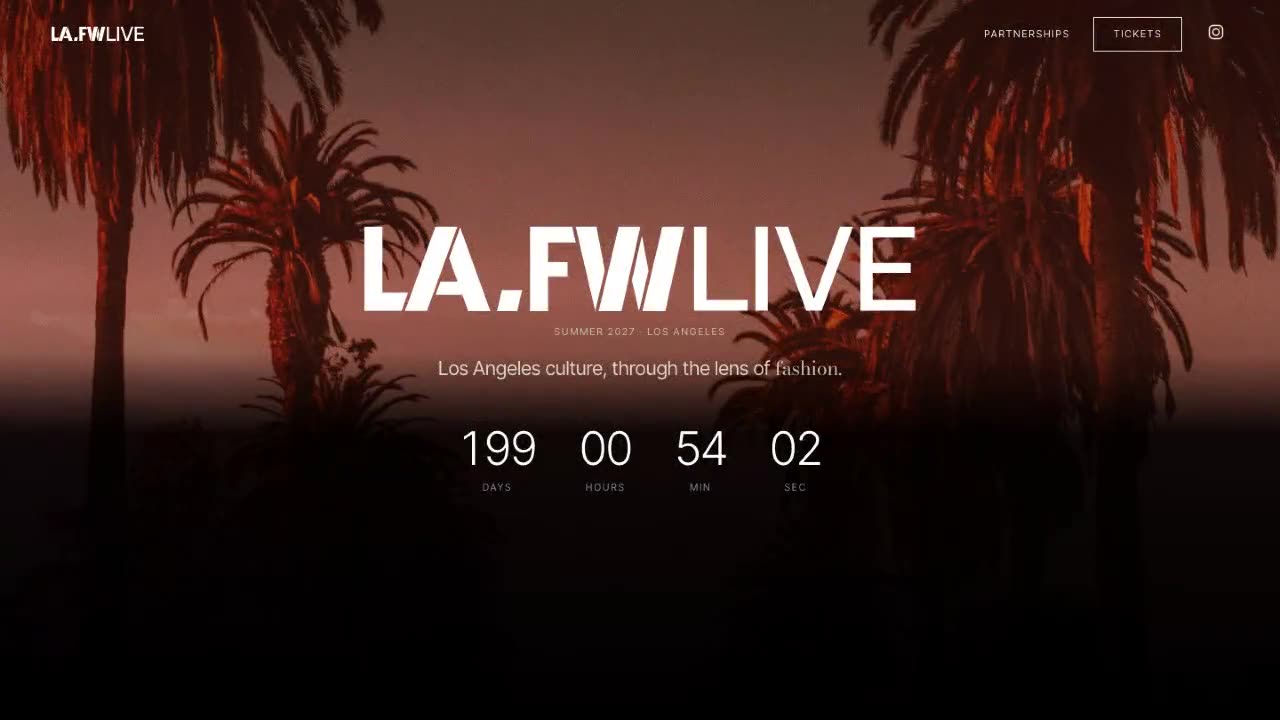 LA.FWLIVE
PARTNERSHIPS
TICKETS
LA.FWLIVE
SUMMER 2027 · LOS ANGELES
Los Angeles culture, through the lens of fashion.
199 00 54 02
DAYS HOURS MIN SEC